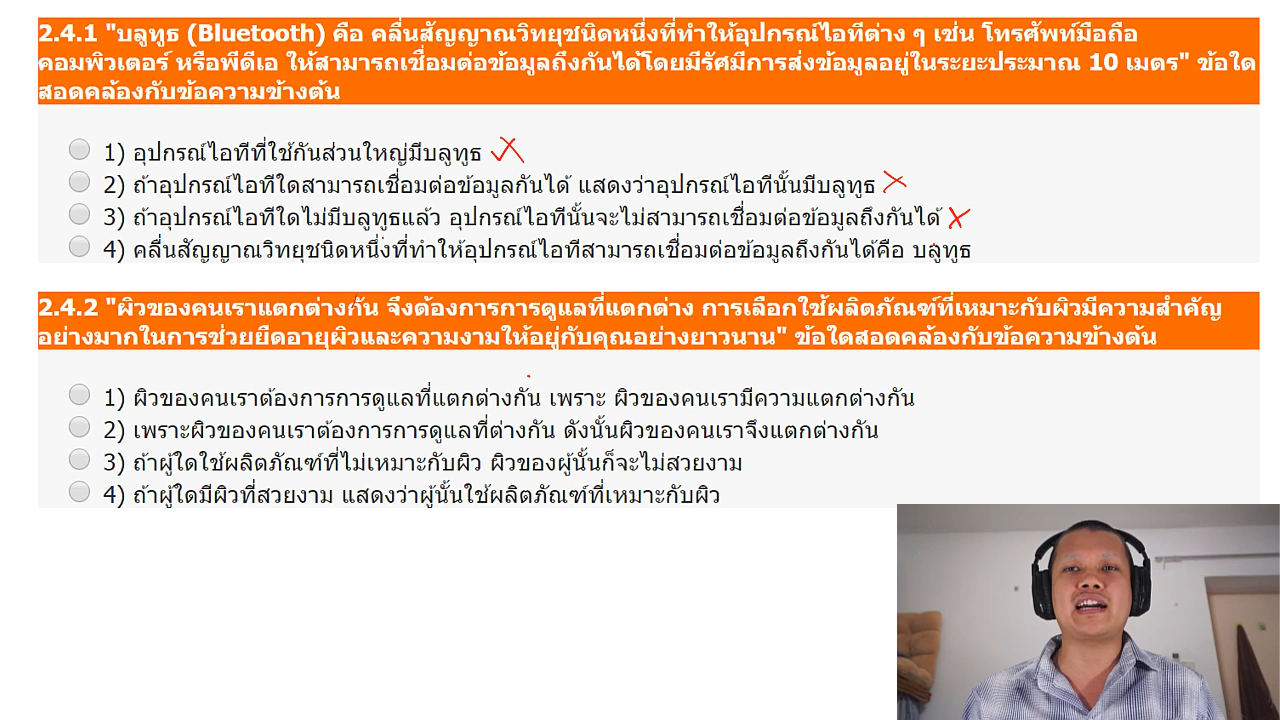 2.4.1 "บลูทูธ (Bluetooth) คือ คลื่นสัญญาณวิทยุชนิดหนึ่งที่ทำให้อุปกรณ์ไอทีต่าง ๆ เช่น โทรศัพท์มือถือ
คอมพิวเตอร์ หรือพีดีเอ ให้สามารถเชื่อมต่อข้อมูลถึงกันได้โดยมีรัศมีการส่งข้อมูลอยู่ในระยะประมาณ 10 เมตร" ข้อใด
สอดคล้องกับข้อความข้างต้น
1) อุปกรณ์ไอทีที่ใช้กันส่วนใหญ่มีบลูทูธ
2) ถ้าอุปกรณ์ไอทีใดสามารถเชื่อมต่อข้อมูลกันได้ แสดงว่าอุปกรณ์ไอทีนั้นมีบลูทูธ
3) ถ้าอุปกรณ์ไอทีใดไม่มีบลูทูธแล้ว อุปกรณ์ไอทีนั้นจะไม่สามารถเชื่อมต่อข้อมูลถึงกันได้
4) คลื่นสัญญาณวิทยุชนิดหนึ่งที่ทำให้อุปกรณ์ไอทีสามารถเชื่อมต่อข้อมูลถึงกันได้คือ บลูทูธ
2.4.2 "ผิวของคนเราแตกต่างกัน จึงต้องการการดูแลที่แตกต่าง การเลือกใช้ผลิตภัณฑ์ที่เหมาะกับผิวมีความสำคัญ
อย่างมากในการช่วยยืดอายุผิวและความงามให้อยู่กับคุณอย่างยาวนาน" ข้อใดสอดคล้องกับข้อความข้างต้น
1) ผิวของคนเราต้องการการดูแลที่แตกต่างกัน เพราะ ผิวของคนเรามีความแตกต่างกัน
2) เพราะผิวของคนเราต้องการการดูแลที่ต่างกัน ดังนั้นผิวของคนเราจึงแตกต่างกัน
3) ถ้าผู้ใดใช้ผลิตภัณฑ์ที่ไม่เหมาะกับผิว ผิวของผู้นั้นก็จะไม่สวยงาม
4) ถ้าผู้ใดมีผิวที่สวยงาม แสดงว่าผู้นั้นใช้ผลิตภัณฑ์ที่เหมาะกับผิว